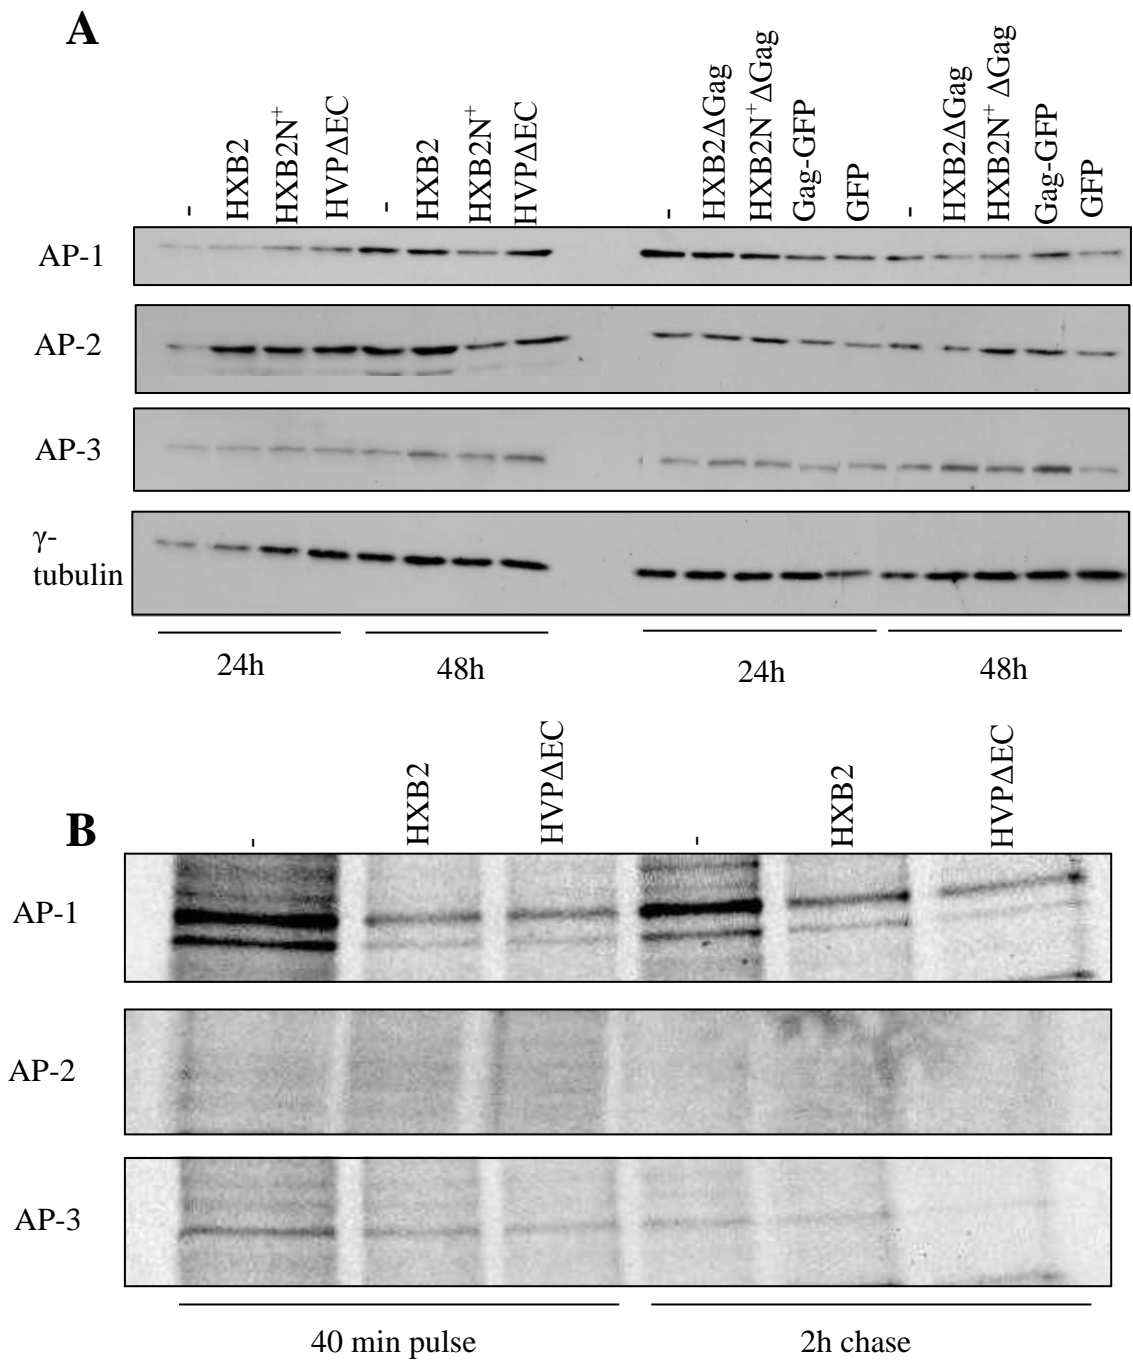 A
-
HXB2
HXB2N+
HVPΔEC
-
HXB2
HXB2N+
HVPΔEC
-
HXB2ΔGag
HXB2N+ΔGag
Gag-GFP
GFP
-
HXB2ΔGag
HXB2N+ ΔGag
Gag-GFP
GFP
AP-1
AP-2
AP-3
γ-
tubulin
24h
48h
24h
48h
B
-
HXB2
HVPΔEC
-
HXB2
HVPΔEC
AP-1
AP-2
AP-3
40 min pulse
2h chase